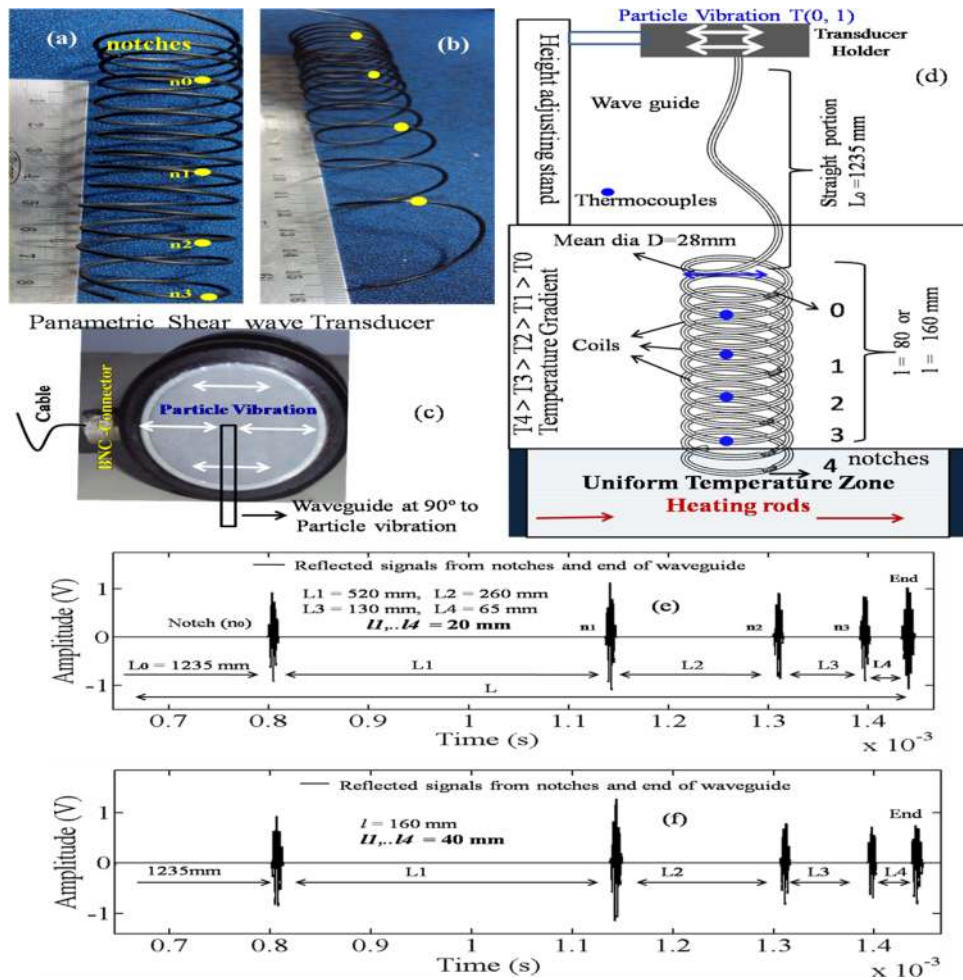 (a)
notches
n0
n1
n2
n3
(b)
Panametric Shear wave Transducer
Cable
BNC-Connector
Particle Vibration
(c)
Waveguide at 90° to
Particle vibration
Particle Vibration T(0, 1)
Transducer
Holder
(d)
Height adjusting stand
Wave guide
Straight portion
L₀ = 1235 mm
Thermocouples
Mean dia D=28mm
T4> T3> T2> T1> T0
Temperature Gradient
Coils
0
1
2
3
4 notches
l = 80 or
l = 160 mm
Uniform Temperature Zone
Heating rods
Reflected signals from notches and end of waveguide
L1 = 520 mm, L2 = 260 mm
L3 = 130 mm, L4 = 65 mm
l1,..l4 = 20 mm
(e)
End
Notch (n₀)
n₁
n₂
n₃
L₀ = 1235 mm
L1
L2
L3
L4
L
Amplitude (V)
1
0
-1
0.7 0.8 0.9 1 1.1 1.2 1.3 1.4
Time (s)
x 10⁻³
Reflected signals from notches and end of waveguide
l = 160 mm
l1,..l4 = 40 mm
(f)
End
1235mm
L1
L2
L3
L4
Amplitude (V)
1
0
-1
0.7 0.8 0.9 1 1.1 1.2 1.3 1.4
Time (s)
x 10⁻³